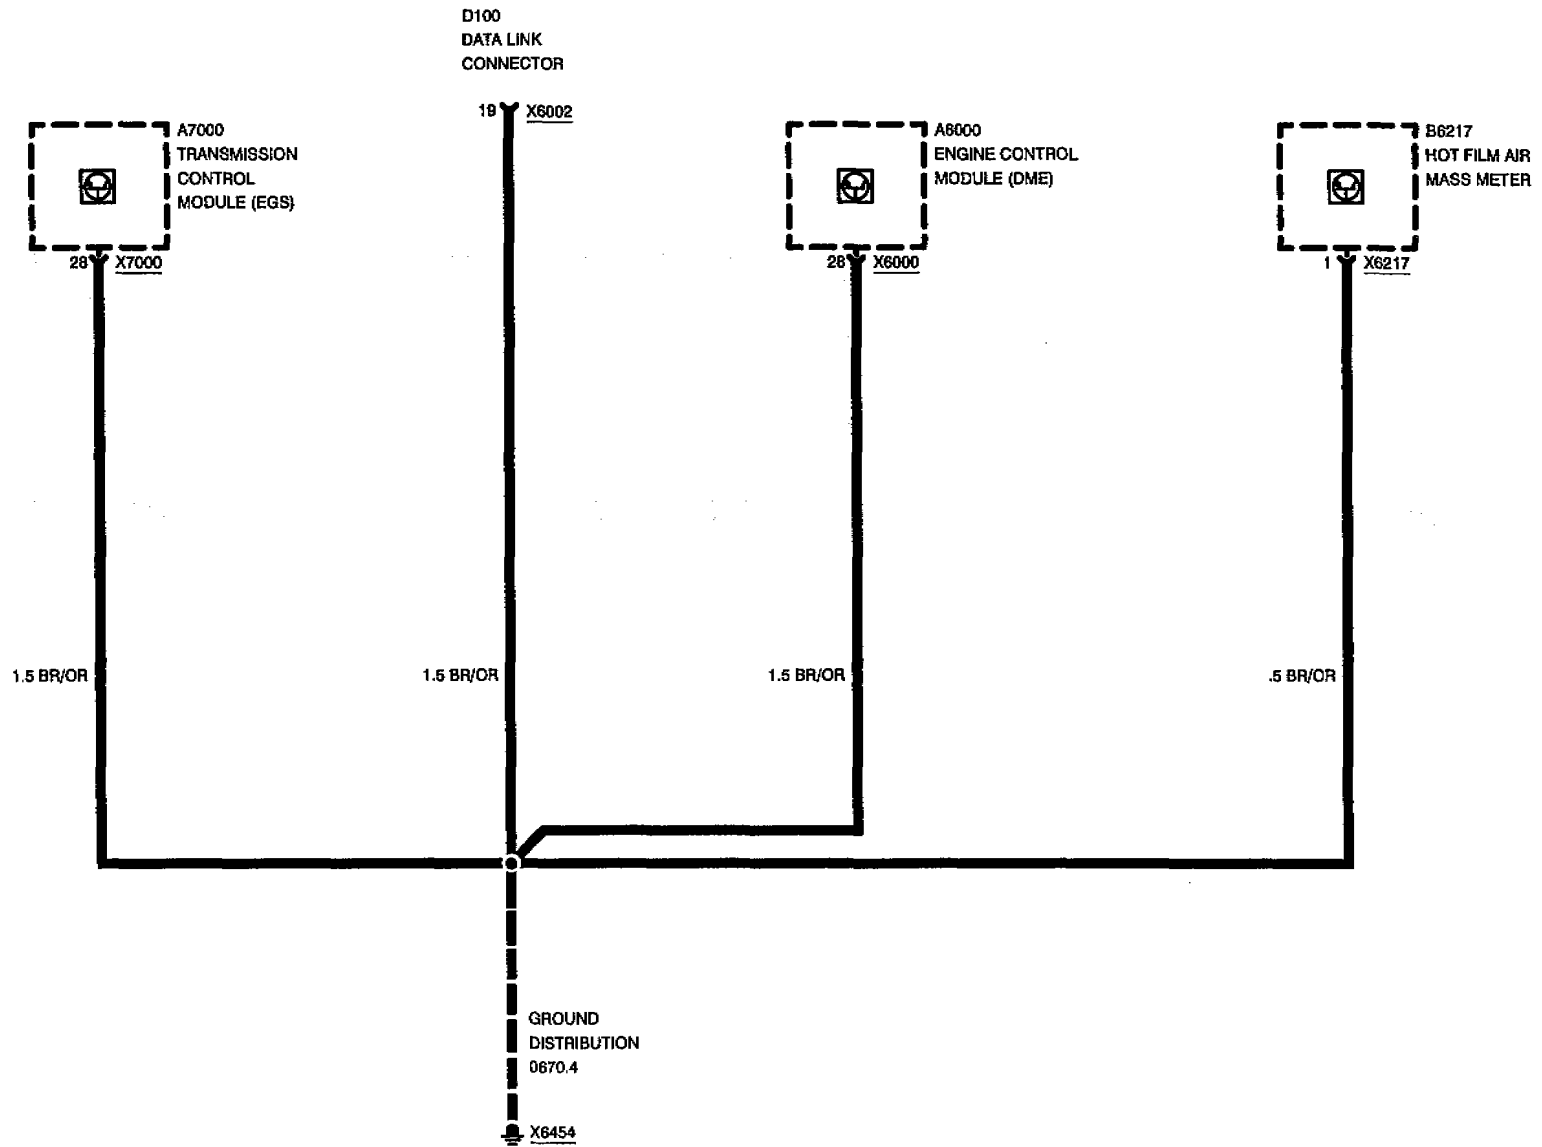 D100
DATA LINK
CONNECTOR
19 X6002
A7000
TRANSMISSION
CONTROL
MODULE (EGS)
28 X7000
A6000
ENGINE CONTROL
MODULE (DME)
28 X6000
B6217
HOT FILM AIR
MASS METER
1 X6217
1.5 BR/OR
1.5 BR/OR
1.5 BR/OR
.5 BR/OR
GROUND
DISTRIBUTION
0670.4
X6454